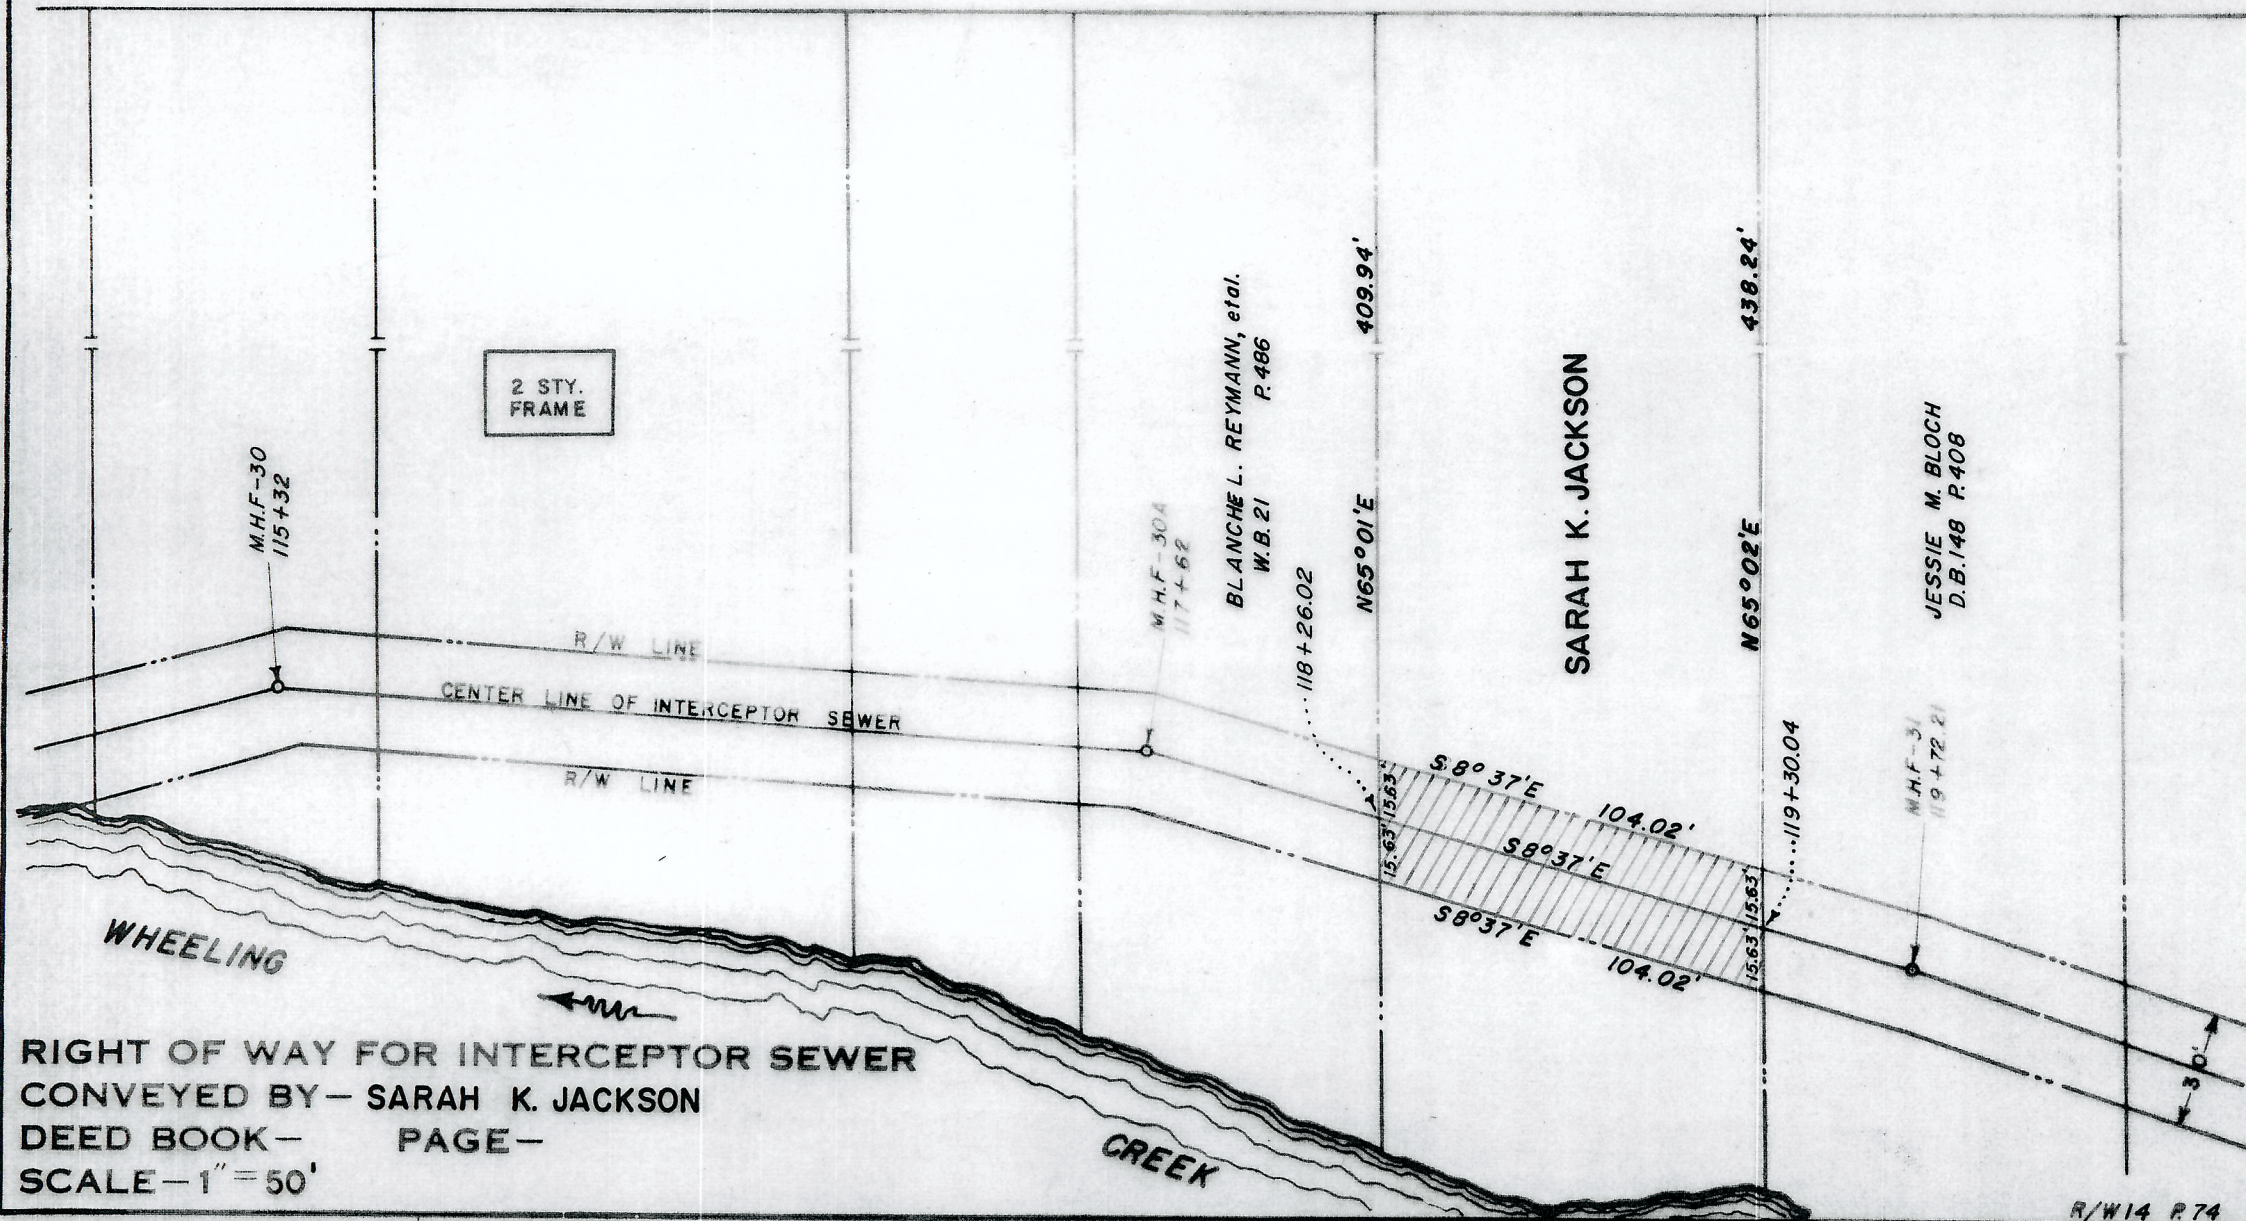 2 STY.
FRAME
M.H.F-30
115+32
R/W LINE
CENTER LINE OF INTERCEPTOR SEWER
R/W LINE
M.H.F-30A
117+62
BLANCHE L. REYMANN, etal.
W.B. 21 P. 486
118+26.02
N65°01'E 409.94'
SARAH K. JACKSON
N65°02'E 438.24'
JESSIE M. BLOCH
D.B. 148 P. 408
119+30.04
M.H.F-31
119+72.21
15.63' 15.63'
S8°37'E 104.02'
S8°37'E
S8°37'E 104.02'
15.63' 15.63'
30'
WHEELING CREEK
RIGHT OF WAY FOR INTERCEPTOR SEWER
CONVEYED BY- SARAH K. JACKSON
DEED BOOK- PAGE-
SCALE-1"=50'
R/W 14 P. 74